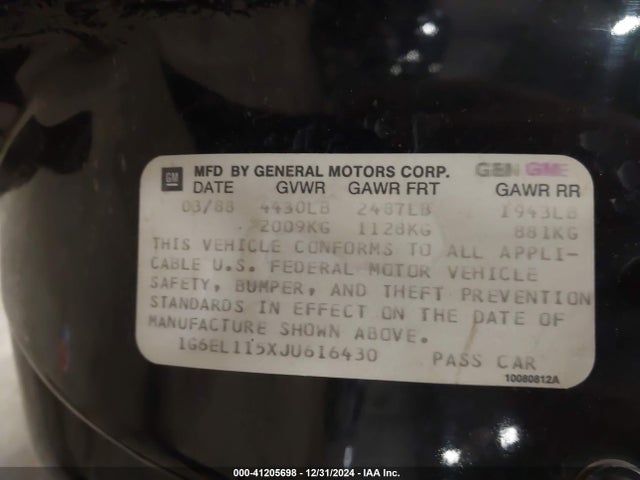 GM MFD BY GENERAL MOTORS CORP. GEN GME
DATE GVWR GAWR FRT GAWR RR
03/88 4430LB 2487LB 1943LB
2009KG 1128KG 881KG
THIS VEHICLE CONFORMS TO ALL APPLI-
CABLE U.S. FEDERAL MOTOR VEHICLE
SAFETY, BUMPER, AND THEFT PREVENTION
STANDARDS IN EFFECT ON THE DATE OF
MANUFACTURE SHOWN ABOVE.
1G6EL115XJU616430 PASS CAR
10080812A
000-41205698 - 12/31/2024 - IAA Inc.